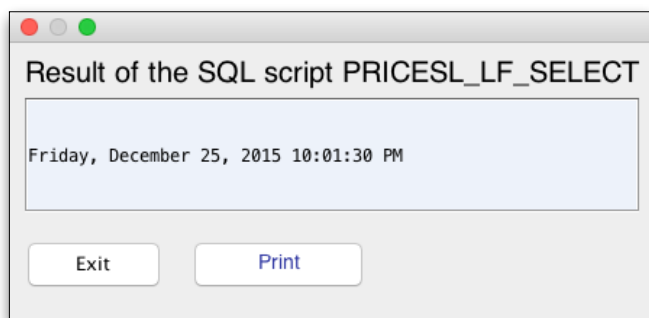 Result of the SQL script PRICESL_LF_SELECT
Friday, December 25, 2015 10:01:30 PM
Exit
Print